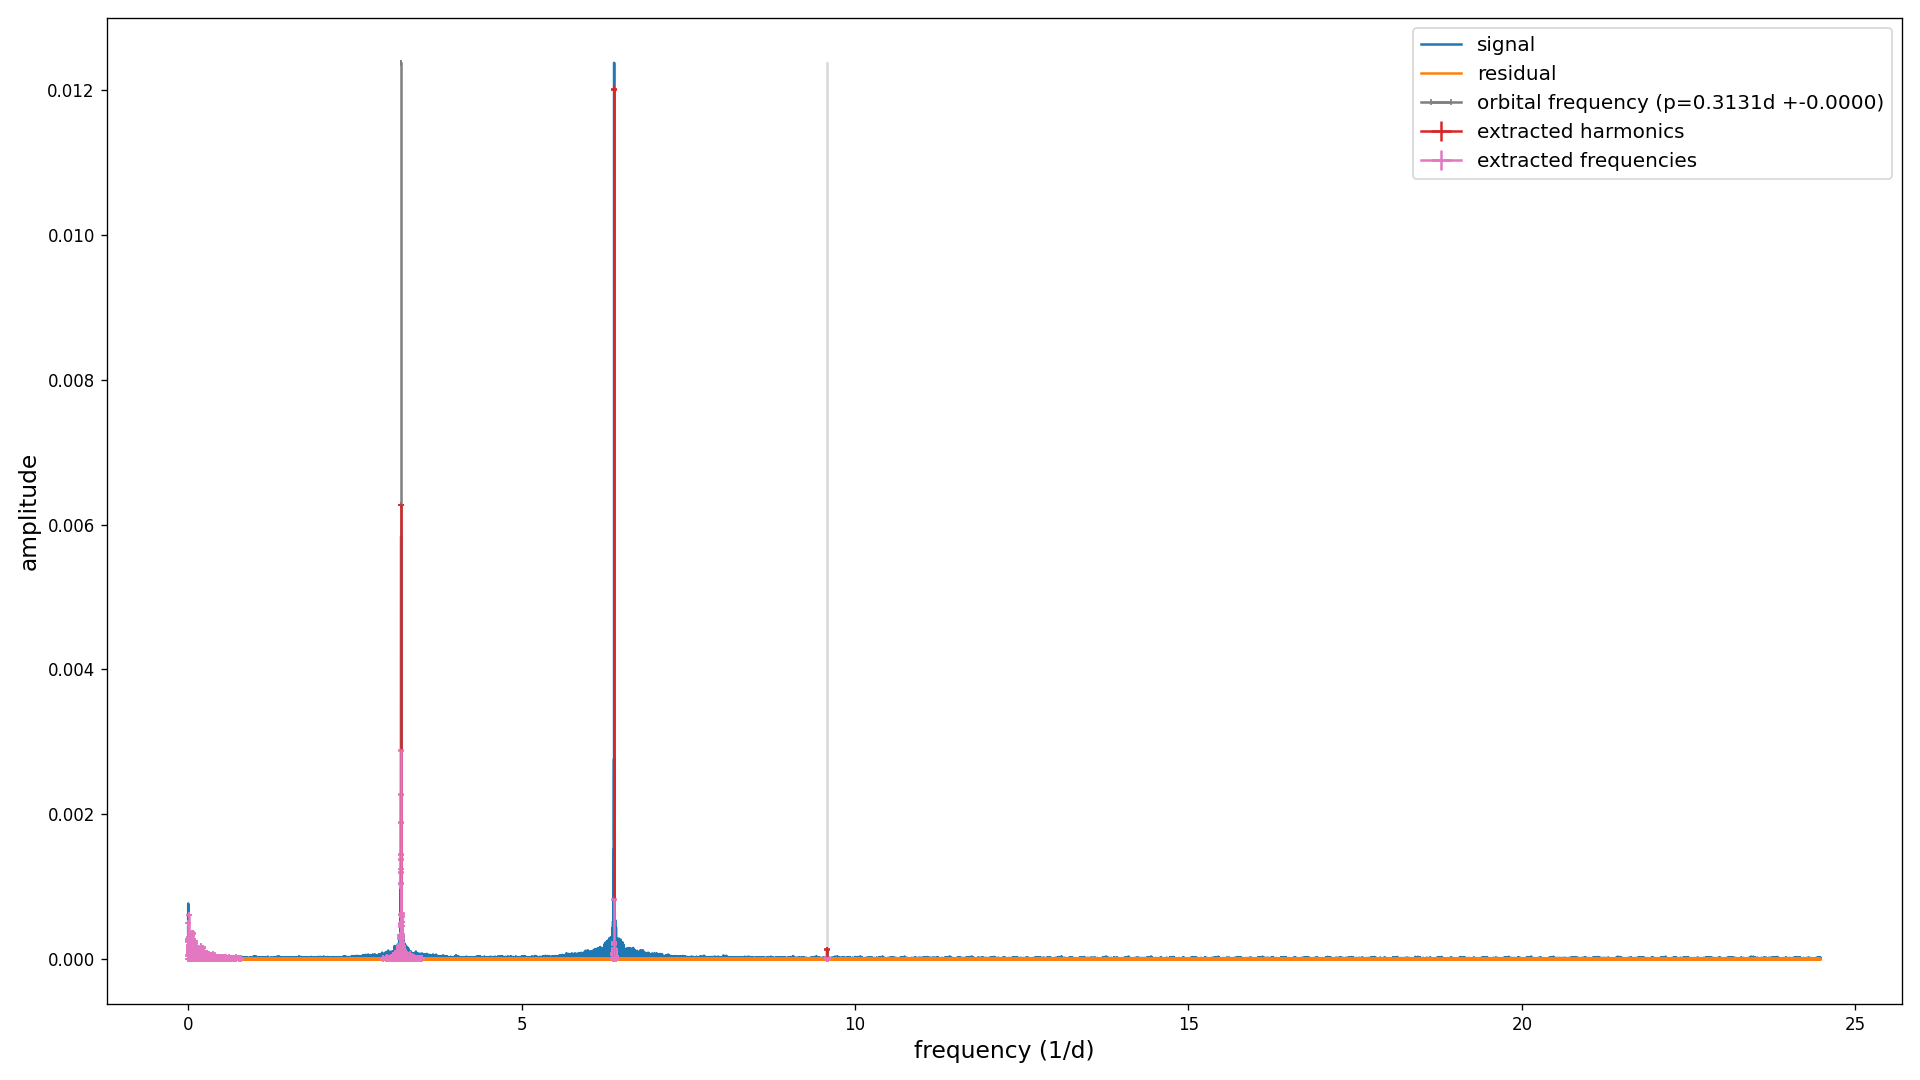 signal
residual
orbital frequency (p=0.3131d +-0.0000)
extracted harmonics
extracted frequencies
0.012
0.010
0.008
0.006
0.004
0.002
0.000
amplitude
0 5 10 15 20 25
frequency (1/d)